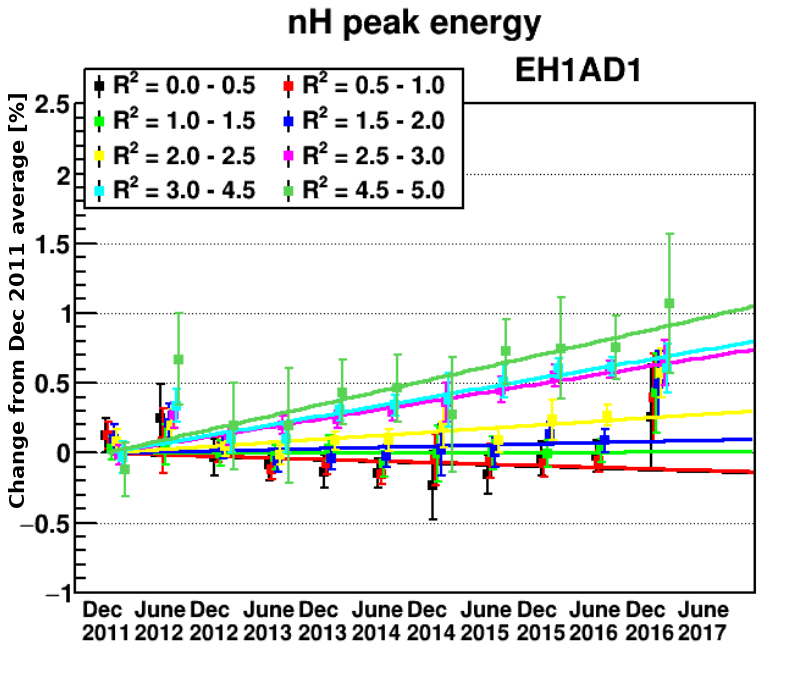 nH peak energy
EH1AD1
R² = 0.0 - 0.5
R² = 0.5 - 1.0
R² = 1.0 - 1.5
R² = 1.5 - 2.0
R² = 2.0 - 2.5
R² = 2.5 - 3.0
R² = 3.0 - 4.5
R² = 4.5 - 5.0
Change from Dec 2011 average [%]
2.5
2
1.5
1
0.5
0
−0.5
−1
Dec June Dec June Dec June Dec June Dec June Dec June
2011 2012 2012 2013 2013 2014 2014 2015 2015 2016 2016 2017